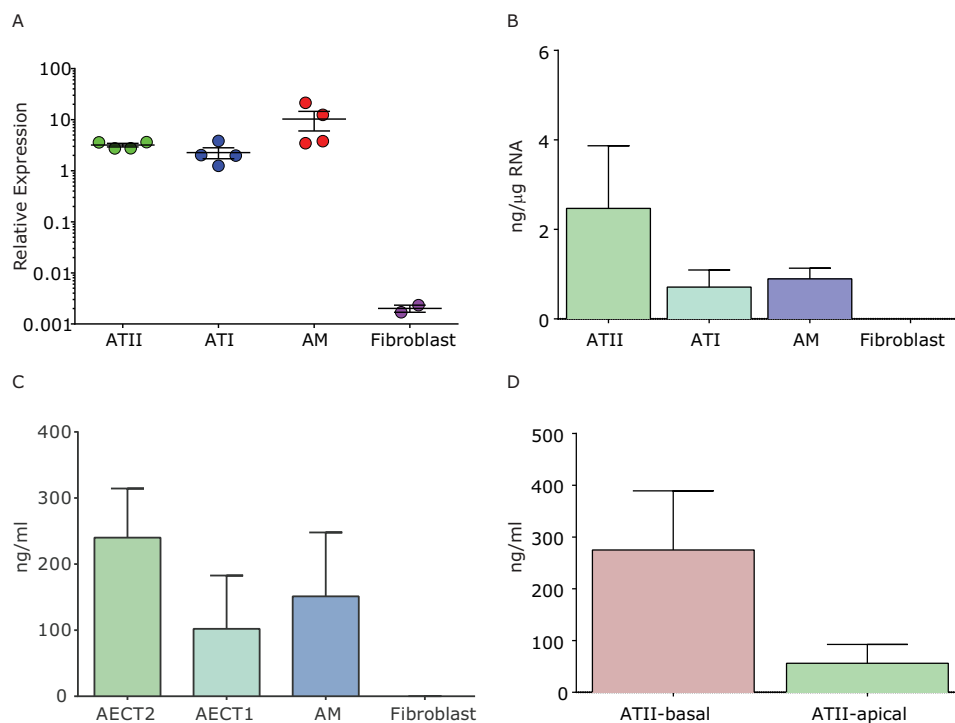 A
Relative Expression
100
10
1
0.1
0.01
0.001
ATII ATI AM Fibroblast
B
ng/µg RNA
6
4
2
0
ATII ATI AM Fibroblast
C
ng/ml
400
300
200
100
0
AECT2 AECT1 AM Fibroblast
D
ng/ml
500
400
300
200
100
0
ATII-basal ATII-apical